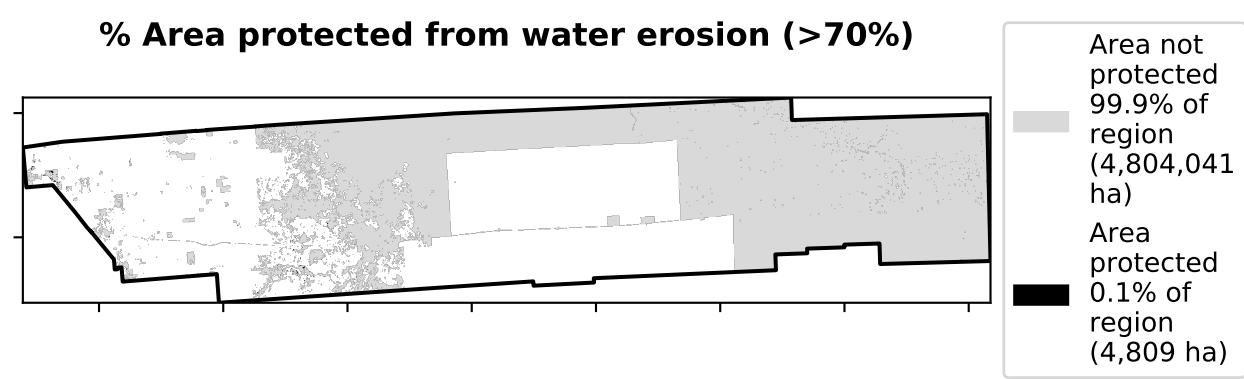 % Area protected from water erosion (>70%)
Area not
protected
99.9% of
region
(4,804,041
ha)
Area
protected
0.1% of
region
(4,809 ha)